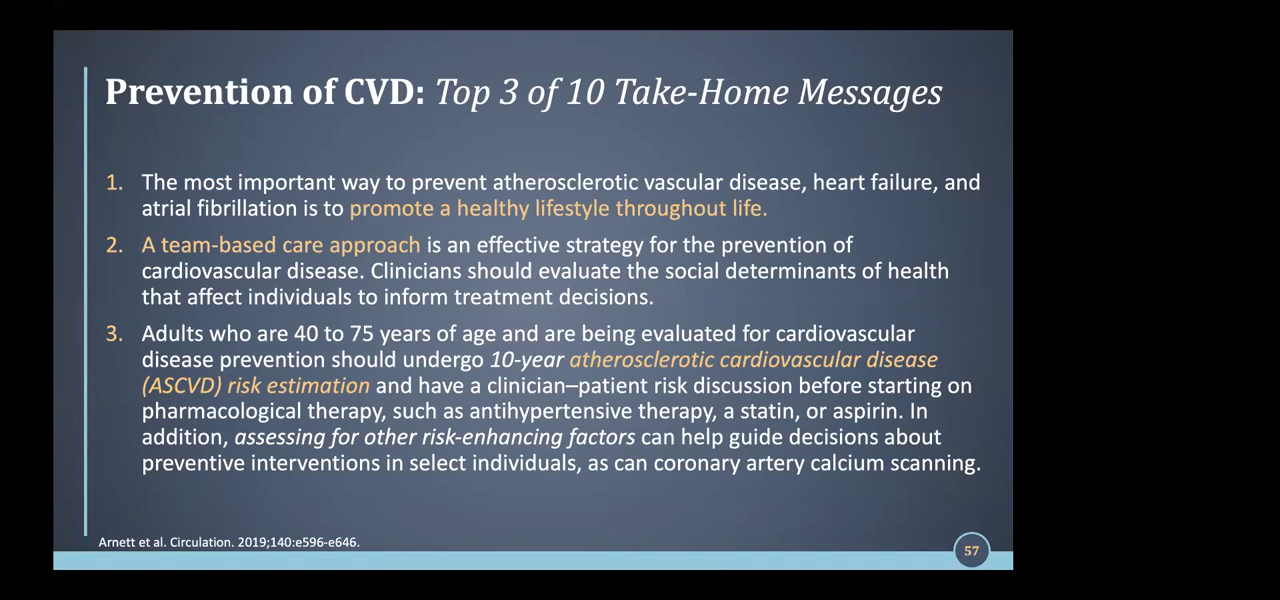 Prevention of CVD: Top 3 of 10 Take-Home Messages
1. The most important way to prevent atherosclerotic vascular disease, heart failure, and
atrial fibrillation is to promote a healthy lifestyle throughout life.
2. A team-based care approach is an effective strategy for the prevention of
cardiovascular disease. Clinicians should evaluate the social determinants of health
that affect individuals to inform treatment decisions.
3. Adults who are 40 to 75 years of age and are being evaluated for cardiovascular
disease prevention should undergo 10-year atherosclerotic cardiovascular disease
(ASCVD) risk estimation and have a clinician–patient risk discussion before starting on
pharmacological therapy, such as antihypertensive therapy, a statin, or aspirin. In
addition, assessing for other risk-enhancing factors can help guide decisions about
preventive interventions in select individuals, as can coronary artery calcium scanning.
Arnett et al. Circulation. 2019;140:e596-e646.
57